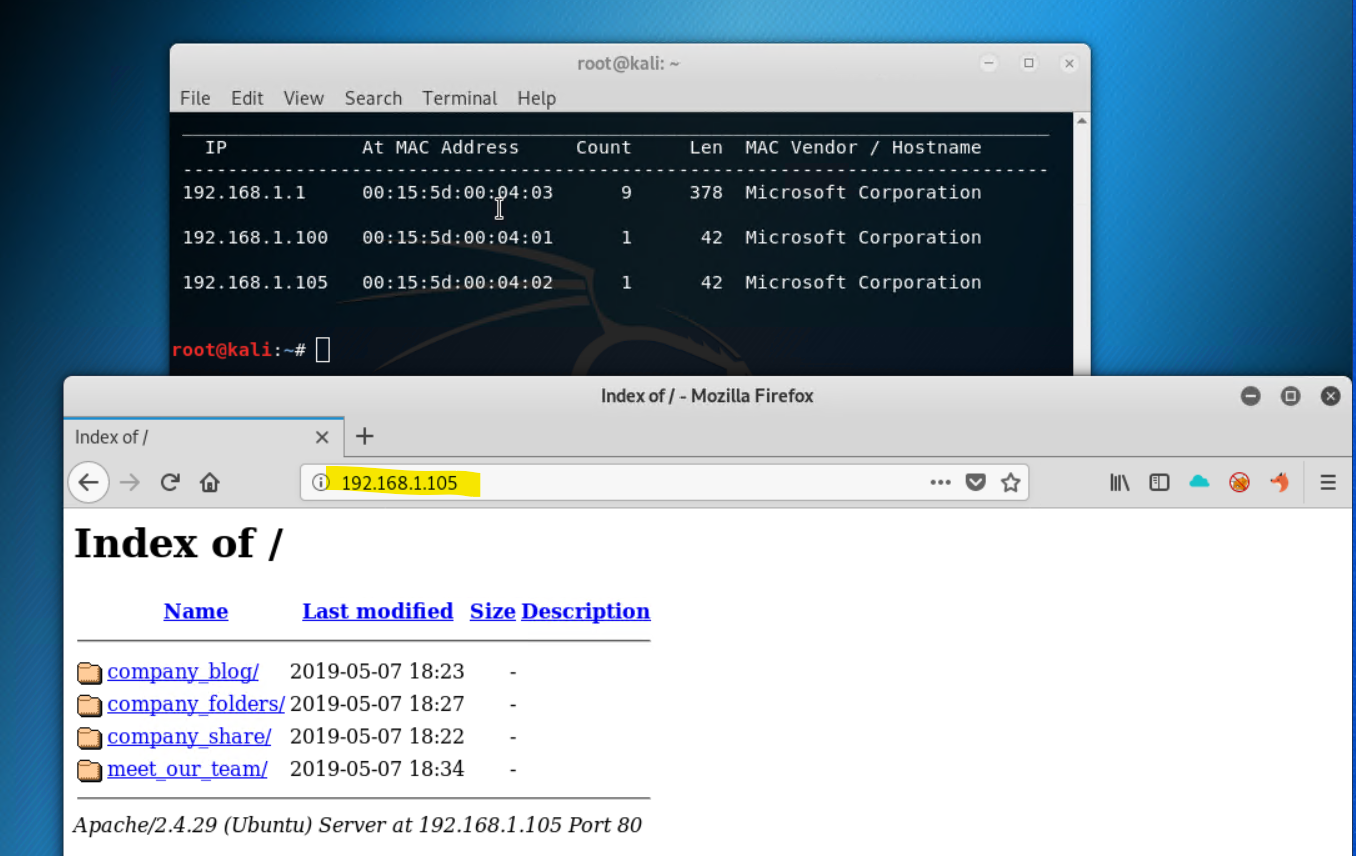 root@kali: ~
File Edit View Search Terminal Help
IP At MAC Address Count Len MAC Vendor / Hostname
-----------------------------------------------------------------------------
192.168.1.1 00:15:5d:00:04:03 9 378 Microsoft Corporation
192.168.1.100 00:15:5d:00:04:01 1 42 Microsoft Corporation
192.168.1.105 00:15:5d:00:04:02 1 42 Microsoft Corporation
root@kali:~#
Index of / - Mozilla Firefox
Index of /
192.168.1.105
Index of /
Name Last modified Size Description
company_blog/ 2019-05-07 18:23 -
company_folders/ 2019-05-07 18:27 -
company_share/ 2019-05-07 18:22 -
meet_our_team/ 2019-05-07 18:34 -
Apache/2.4.29 (Ubuntu) Server at 192.168.1.105 Port 80